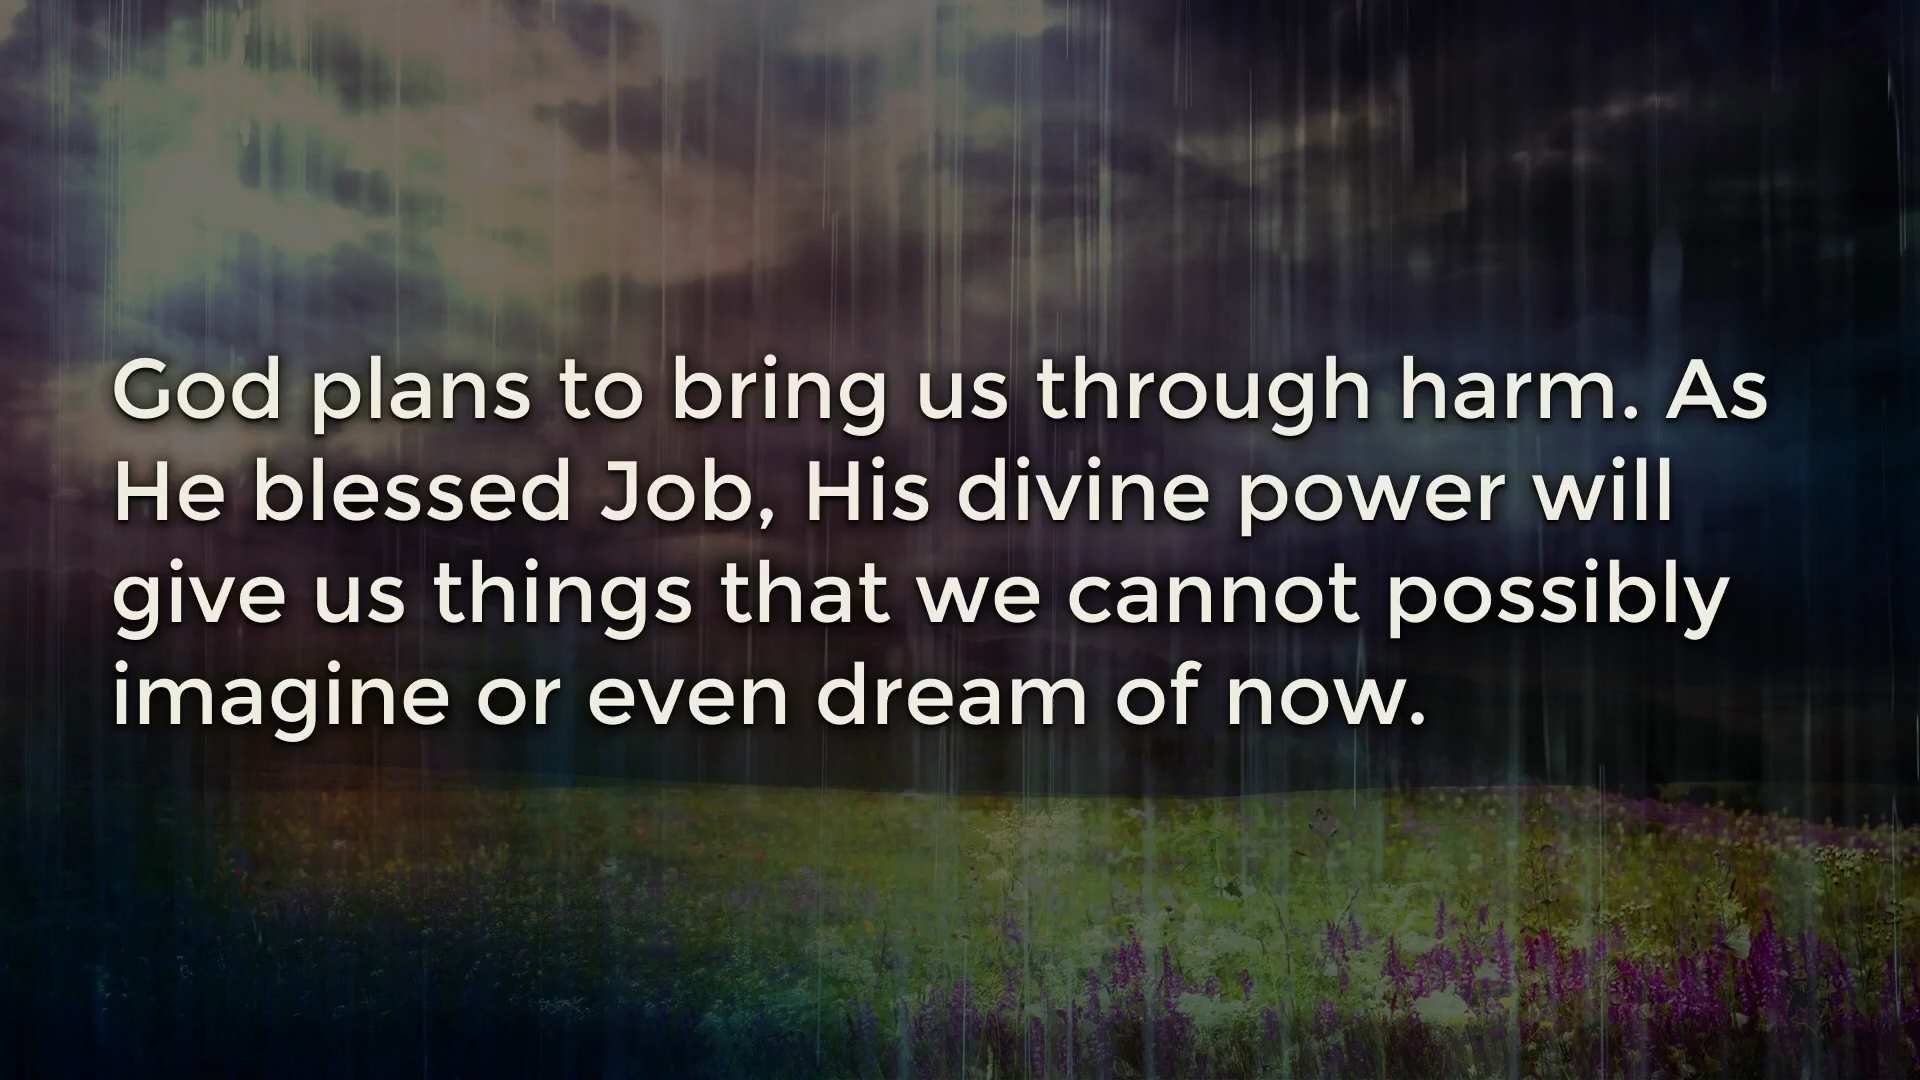 God plans to bring us through harm. As
He blessed Job, His divine power will
give us things that we cannot possibly
imagine or even dream of now.